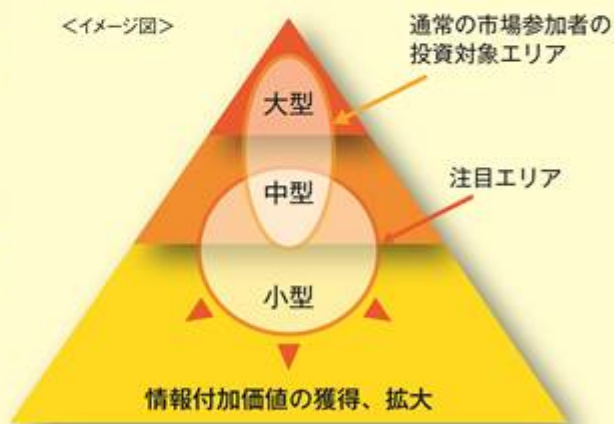 <イメージ図>
通常の市場参加者の
投資対象エリア
大型
注目エリア
中型
小型
情報付加価値の獲得、拡大